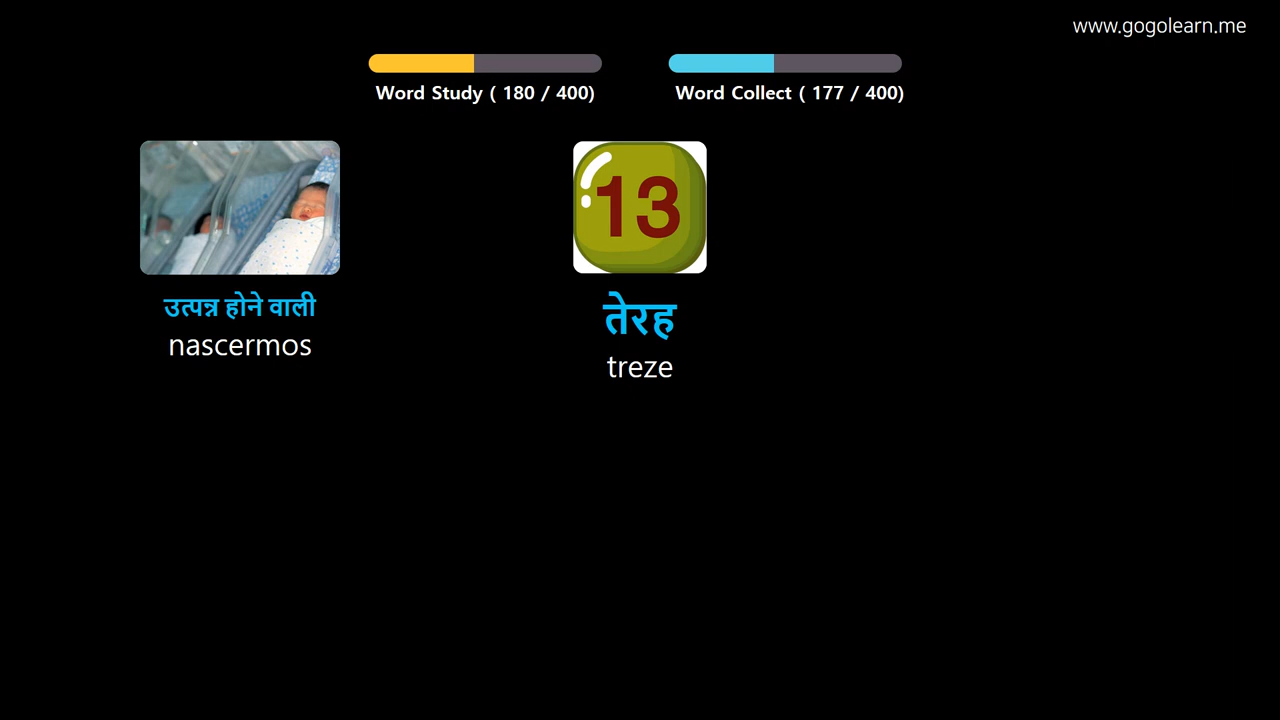 www.gogolearn.me
Word Study ( 180 / 400)
Word Collect ( 177 / 400)
13
उत्पन्न होने वाली
nascermos
तेरह
treze